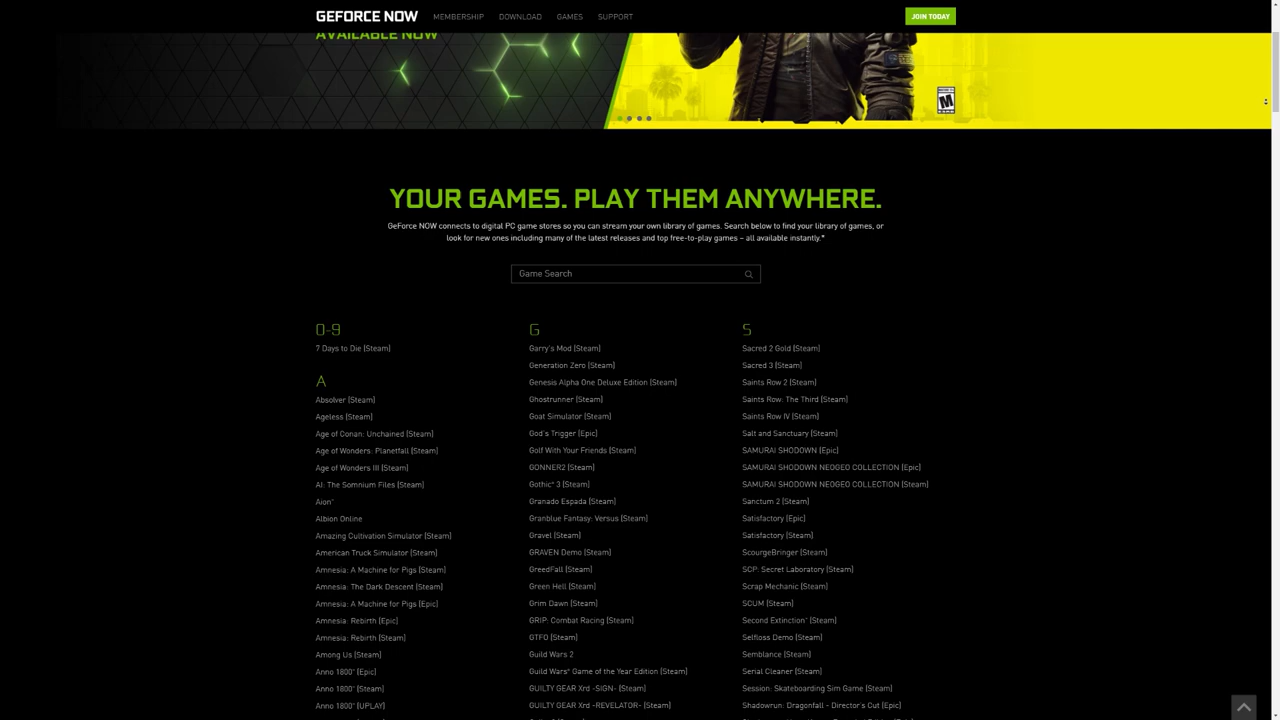 GEFORCE NOW
MEMBERSHIP
DOWNLOAD
GAMES
SUPPORT
JOIN TODAY
AVAILABLE NOW
M
YOUR GAMES. PLAY THEM ANYWHERE.
GeForce NOW connects to digital PC game stores so you can stream your own library of games. Search below to find your library of games, or
look for new ones including many of the latest releases and top free-to-play games – all available instantly.*
Game Search
0-9
7 Days to Die (Steam)
A
Absolver (Steam)
Ageless (Steam)
Age of Conan: Unchained (Steam)
Age of Wonders: Planetfall (Steam)
Age of Wonders III (Steam)
AI: The Somnium Files (Steam)
Aion™
Albion Online
Amazing Cultivation Simulator (Steam)
American Truck Simulator (Steam)
Amnesia: A Machine for Pigs (Steam)
Amnesia: The Dark Descent (Steam)
Amnesia: A Machine for Pigs (Epic)
Amnesia: Rebirth (Epic)
Amnesia: Rebirth (Steam)
Among Us (Steam)
Anno 1800™ (Epic)
Anno 1800™ (Steam)
Anno 1800™ (UPLAY)
G
Garry's Mod (Steam)
Generation Zero (Steam)
Genesis Alpha One Deluxe Edition (Steam)
Ghostrunner (Steam)
Goat Simulator (Steam)
God's Trigger (Epic)
Golf With Your Friends (Steam)
GONNER2 (Steam)
Gothic® 3 (Steam)
Granado Espada (Steam)
Granblue Fantasy: Versus (Steam)
Gravel (Steam)
GRAVEN Demo (Steam)
GreedFall (Steam)
Green Hell (Steam)
Grim Dawn (Steam)
GRIP: Combat Racing (Steam)
GTFO (Steam)
Guild Wars 2
Guild Wars® Game of the Year Edition (Steam)
GUILTY GEAR Xrd -SIGN- (Steam)
GUILTY GEAR Xrd -REVELATOR- (Steam)
S
Sacred 2 Gold (Steam)
Sacred 3 (Steam)
Saints Row 2 (Steam)
Saints Row: The Third (Steam)
Saints Row IV (Steam)
Salt and Sanctuary (Steam)
SAMURAI SHODOWN (Epic)
SAMURAI SHODOWN NEOGEO COLLECTION (Epic)
SAMURAI SHODOWN NEOGEO COLLECTION (Steam)
Sanctum 2 (Steam)
Satisfactory (Epic)
Satisfactory (Steam)
ScourgeBringer (Steam)
SCP: Secret Laboratory (Steam)
Scrap Mechanic (Steam)
SCUM (Steam)
Second Extinction™ (Steam)
Selfloss Demo (Steam)
Semblance (Steam)
Serial Cleaner (Steam)
Session: Skateboarding Sim Game (Steam)
Shadowrun: Dragonfall - Director's Cut (Epic)